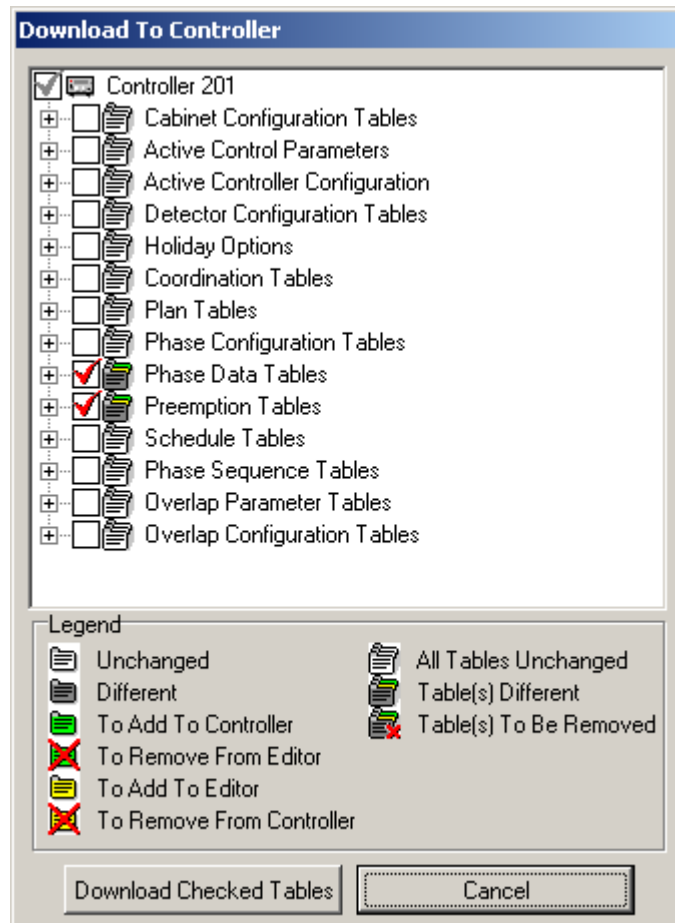 Download To Controller
Controller 201
Cabinet Configuration Tables
Active Control Parameters
Active Controller Configuration
Detector Configuration Tables
Holiday Options
Coordination Tables
Plan Tables
Phase Configuration Tables
Phase Data Tables
Preemption Tables
Schedule Tables
Phase Sequence Tables
Overlap Parameter Tables
Overlap Configuration Tables
Legend
Unchanged
Different
To Add To Controller
To Remove From Editor
To Add To Editor
To Remove From Controller
All Tables Unchanged
Table(s) Different
Table(s) To Be Removed
Download Checked Tables
Cancel